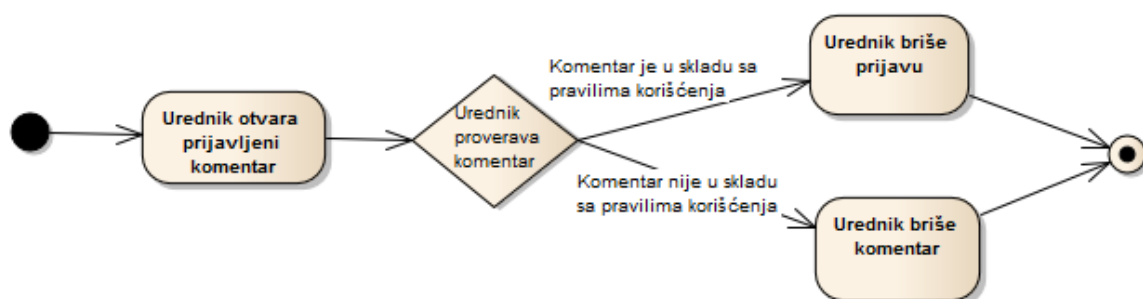 Urednik otvara
prijavljeni
komentar
Urednik
proverava
komentar
Komentar je u skladu sa
pravilima korišćenja
Urednik briše
prijavu
Komentar nije u skladu
sa pravilima korišćenja
Urednik briše
komentar